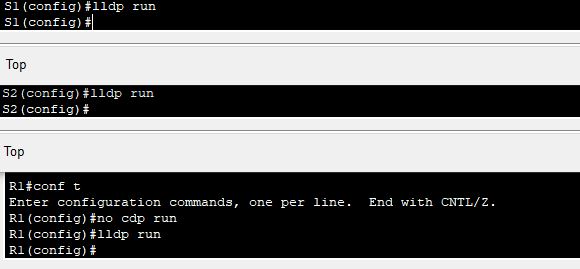 S1(config)#lldp run
S1(config)#
Top
S2(config)#lldp run
S2(config)#
Top
R1#conf t
Enter configuration commands, one per line.  End with CNTL/Z.
R1(config)#no cdp run
R1(config)#lldp run
R1(config)#